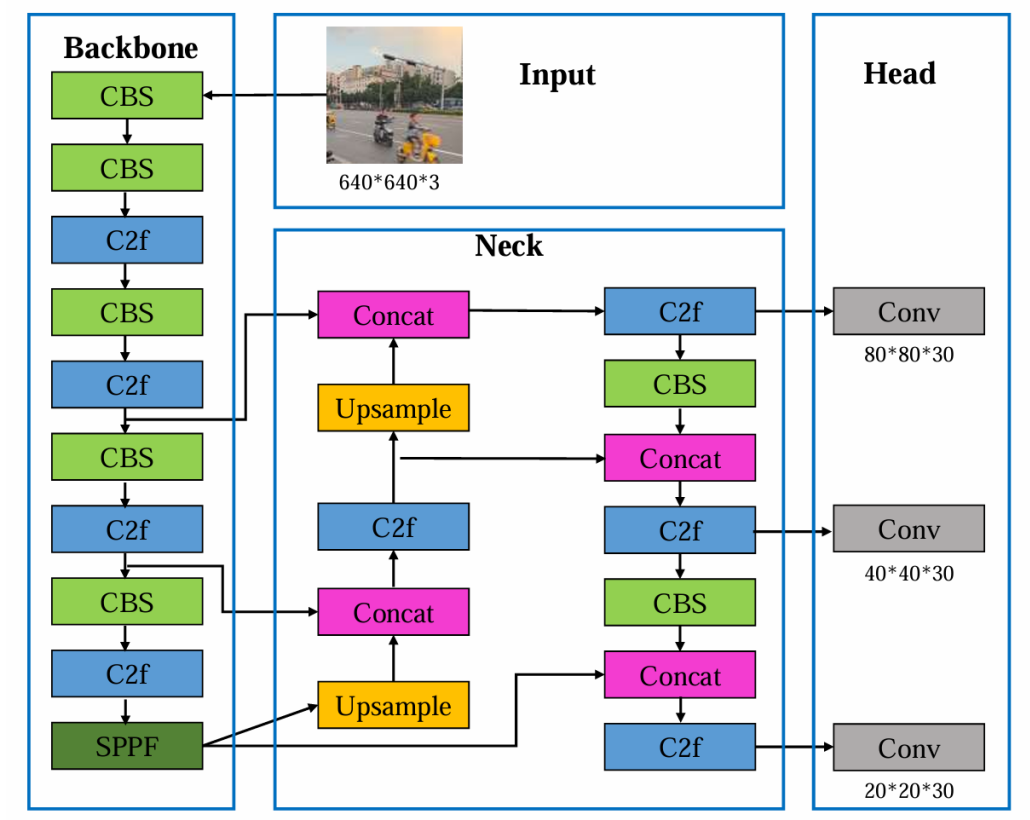 Backbone
CBS
CBS
C2f
CBS
C2f
CBS
C2f
CBS
C2f
SPPF
Input
640*640*3
Neck
Concat
Upsample
C2f
Concat
Upsample
C2f
CBS
Concat
C2f
CBS
Concat
C2f
Head
Conv
80*80*30
Conv
40*40*30
Conv
20*20*30